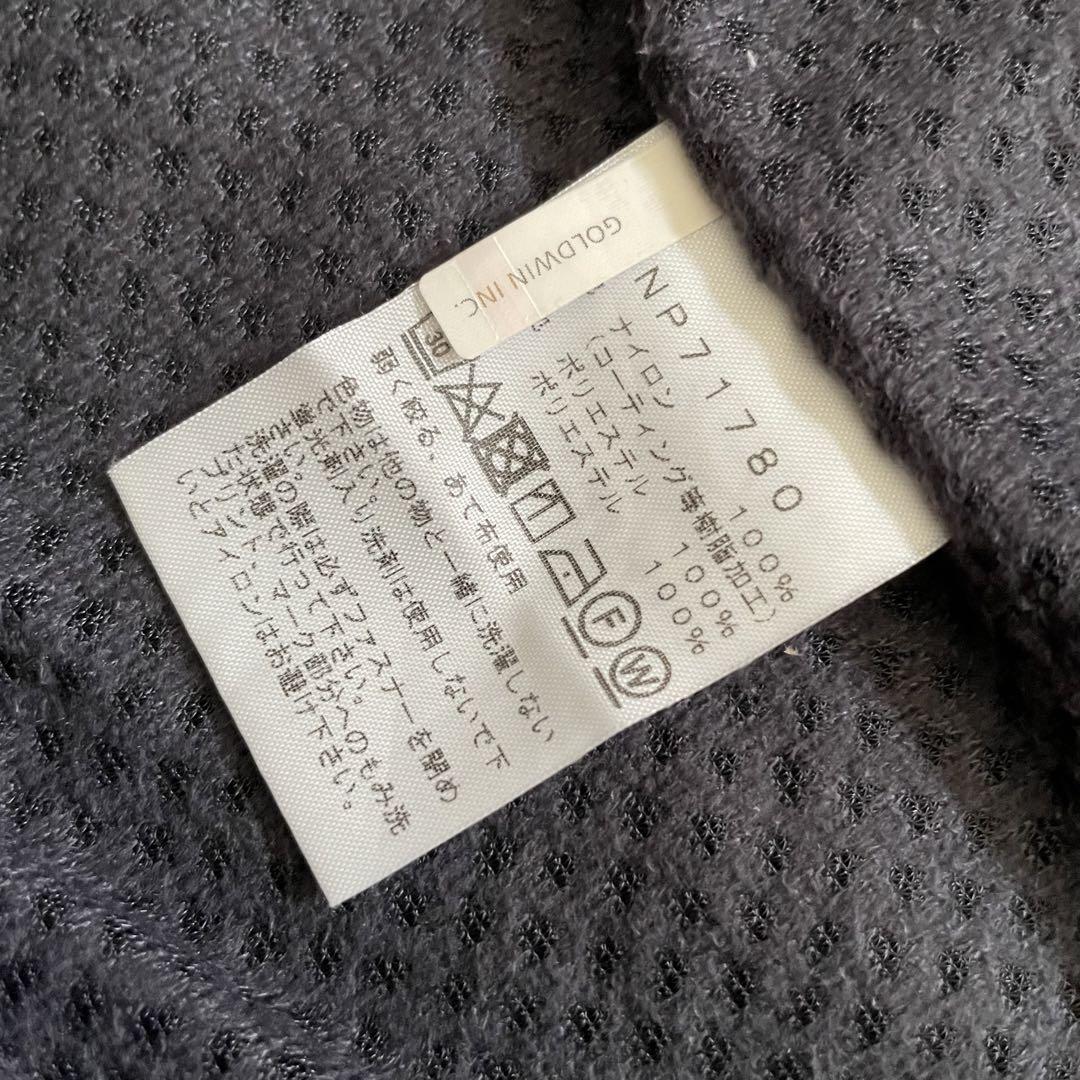 GOLDWIN INC.
NP71780
ナイロン 100%
(コーティング等樹脂加工)
ポリエステル 100%
ポリエステル 100%
30
F
W
弱く絞る、あて布使用
色物は他の物と一緒に洗濯しない
で下さい。
蛍光剤入り洗剤は使用しないで下
さい。
洗濯の際は必ずファスナーを閉め
た状態で行って下さい。
プリント、マーク部分へのもみ洗
いとアイロンはお避け下さい。